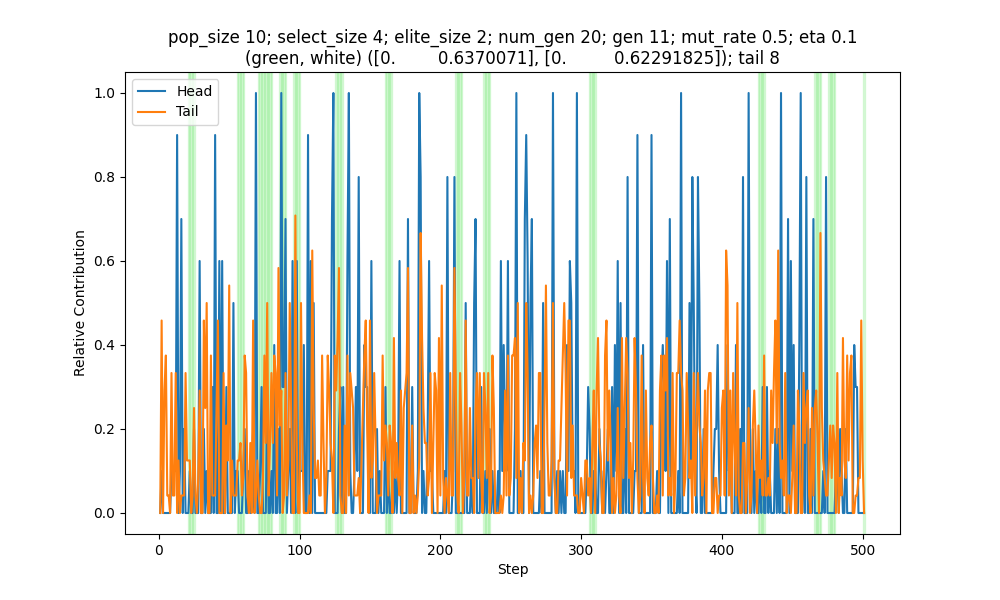 pop_size 10; select_size 4; elite_size 2; num_gen 20; gen 11; mut_rate 0.5; eta 0.1
(green, white) ([0. 0.6370071], [0. 0.62291825]); tail 8
Head
Tail
1.0
0.8
0.6
0.4
0.2
0.0
Relative Contribution
0 100 200 300 400 500
Step